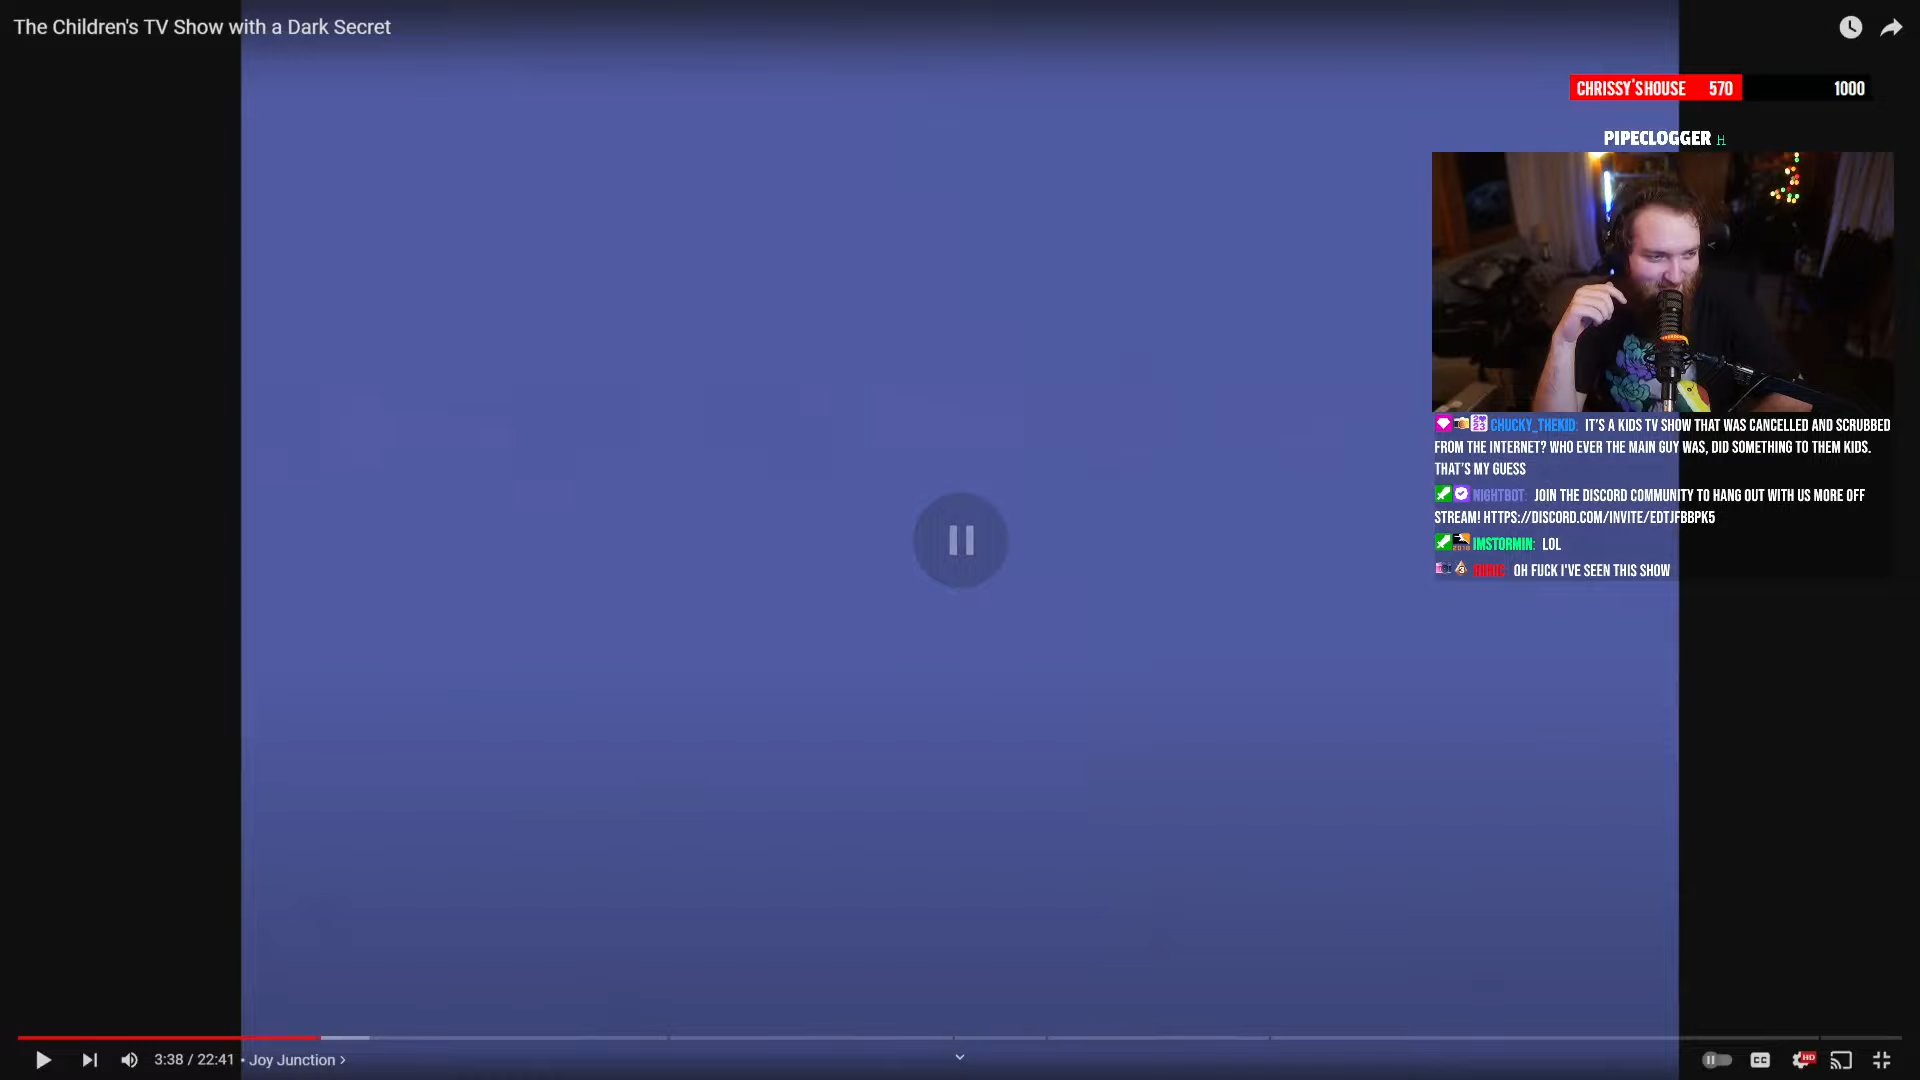 The Children's TV Show with a Dark Secret
CHRISSY'S HOUSE 570 1000
PIPECLOGGER H
CHUCKY_THEKID: IT'S A KIDS TV SHOW THAT WAS CANCELLED AND SCRUBBED
FROM THE INTERNET? WHO EVER THE MAIN GUY WAS, DID SOMETHING TO THEM KIDS.
THAT'S MY GUESS
NIGHTBOT: JOIN THE DISCORD COMMUNITY TO HANG OUT WITH US MORE OFF
STREAM! HTTPS://DISCORD.COM/INVITE/EDTJFBBPK5
IMSTORMIN: LOL
OH FUCK I'VE SEEN THIS SHOW
3:38 / 22:41 • Joy Junction ›
CC
HD